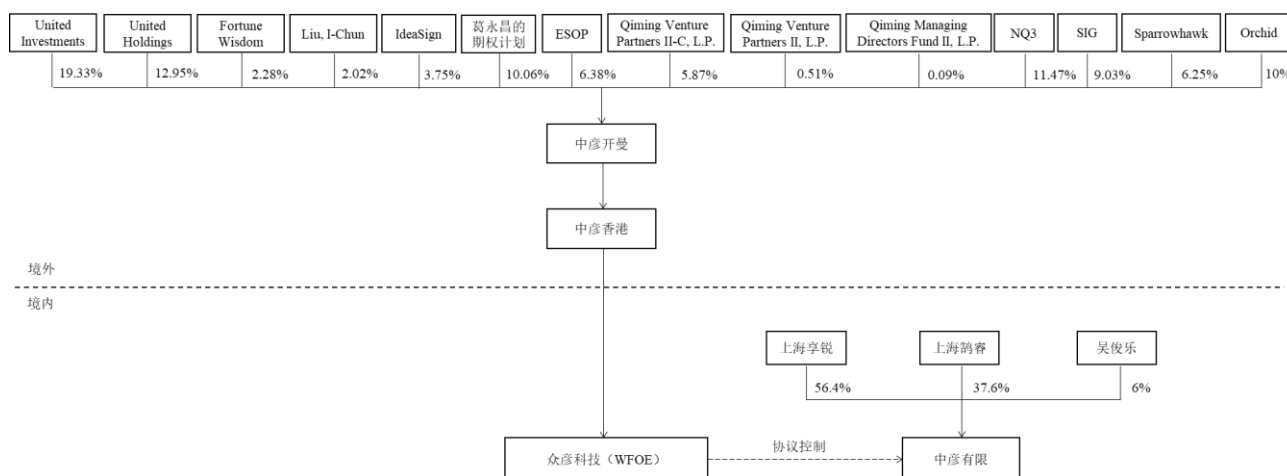 United
Investments
United
Holdings
Fortune
Wisdom
Liu, I-Chun
IdeaSign
葛永昌的
期权计划
ESOP
Qiming Venture
Partners II-C, L.P.
Qiming Venture
Partners II, L.P.
Qiming Managing
Directors Fund II, L.P.
NQ3
SIG
Sparrowhawk
Orchid
19.33%
12.95%
2.28%
2.02%
3.75%
10.06%
6.38%
5.87%
0.51%
0.09%
11.47%
9.03%
6.25%
10%
中彦开曼
中彦香港
境外
境内
上海享锐
上海鹄睿
吴俊乐
56.4%
37.6%
6%
众彦科技（WFOE）
协议控制
中彦有限